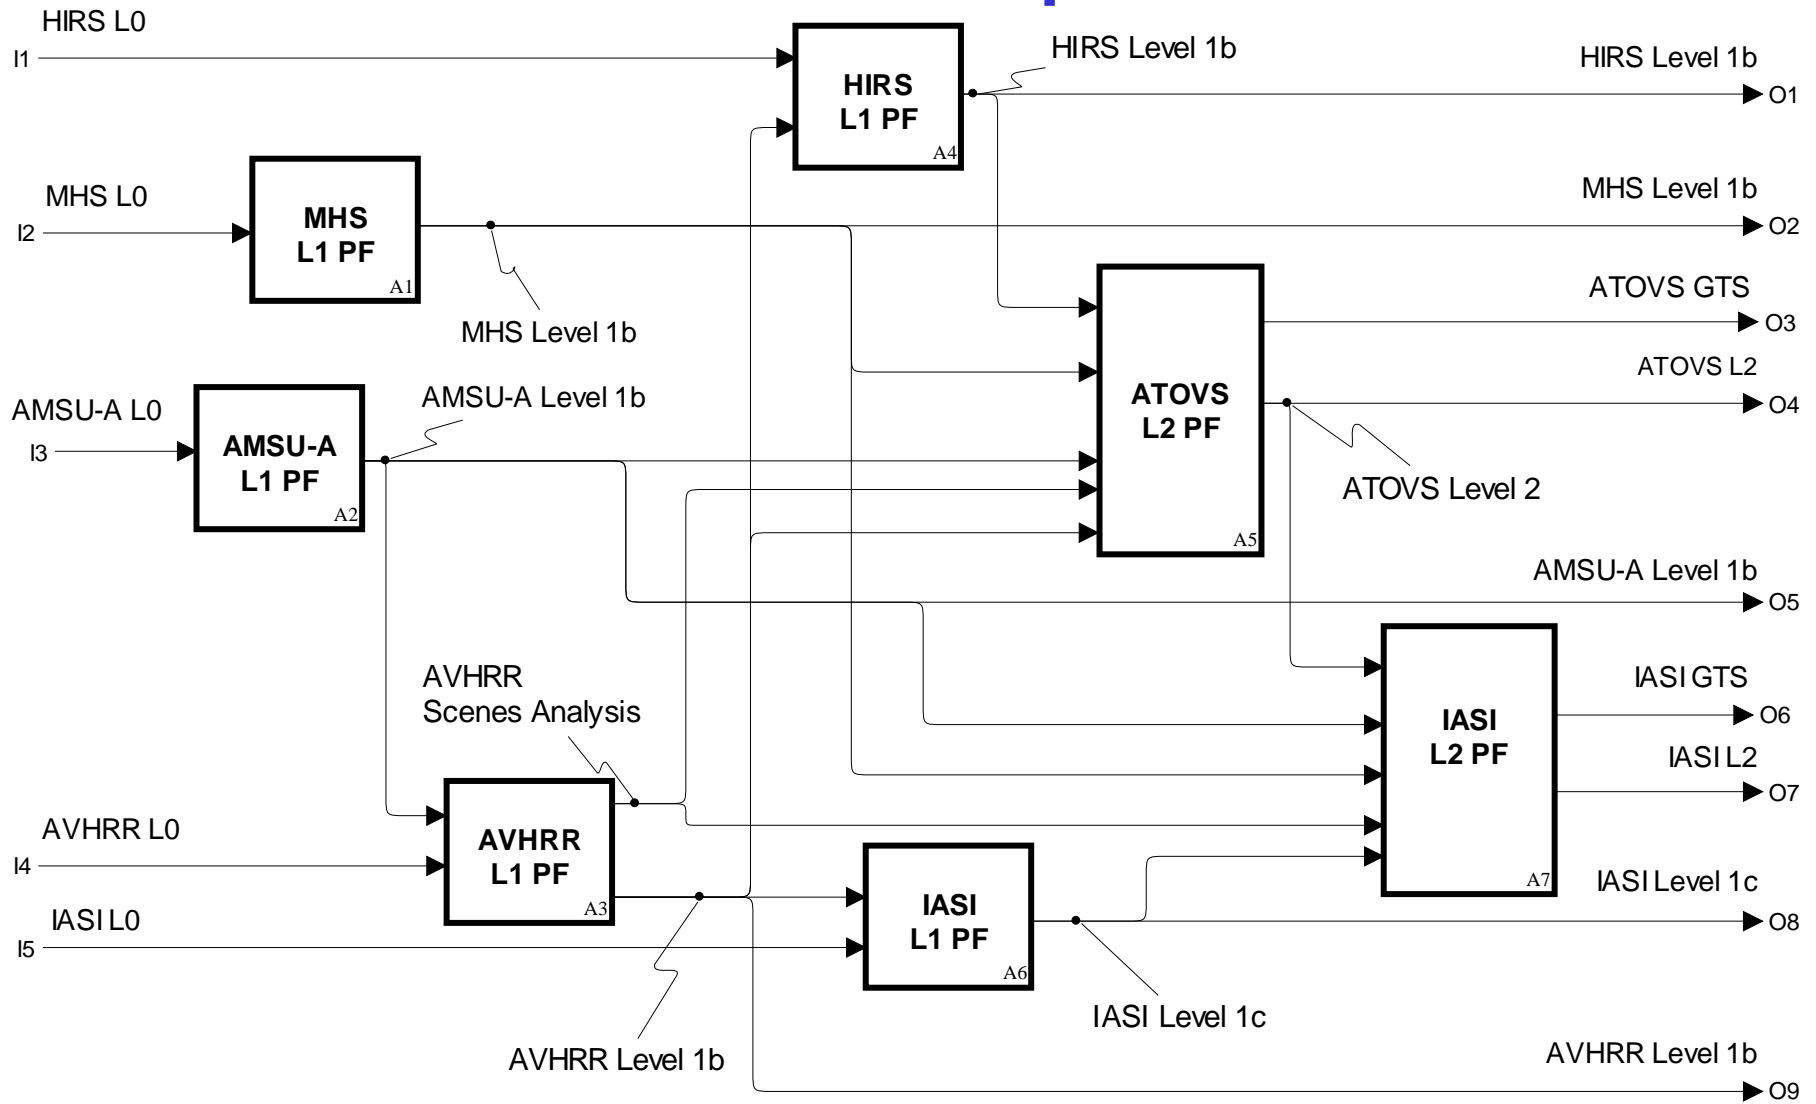 HIRS L0
I1
HIRS
L1 PF
A4
HIRS Level 1b
HIRS Level 1b
O1
MHS L0
I2
MHS
L1 PF
A1
MHS Level 1b
MHS Level 1b
O2
ATOVS GTS
O3
ATOVS L2
O4
ATOVS
L2 PF
A5
ATOVS Level 2
AMSU-A L0
I3
AMSU-A
L1 PF
A2
AMSU-A Level 1b
AMSU-A Level 1b
O5
AVHRR
Scenes Analysis
IASI GTS
O6
IASI
L2 PF
A7
IASI L2
O7
AVHRR L0
I4
AVHRR
L1 PF
A3
IASI L0
I5
IASI
L1 PF
A6
IASI Level 1c
O8
IASI Level 1c
AVHRR Level 1b
AVHRR Level 1b
O9